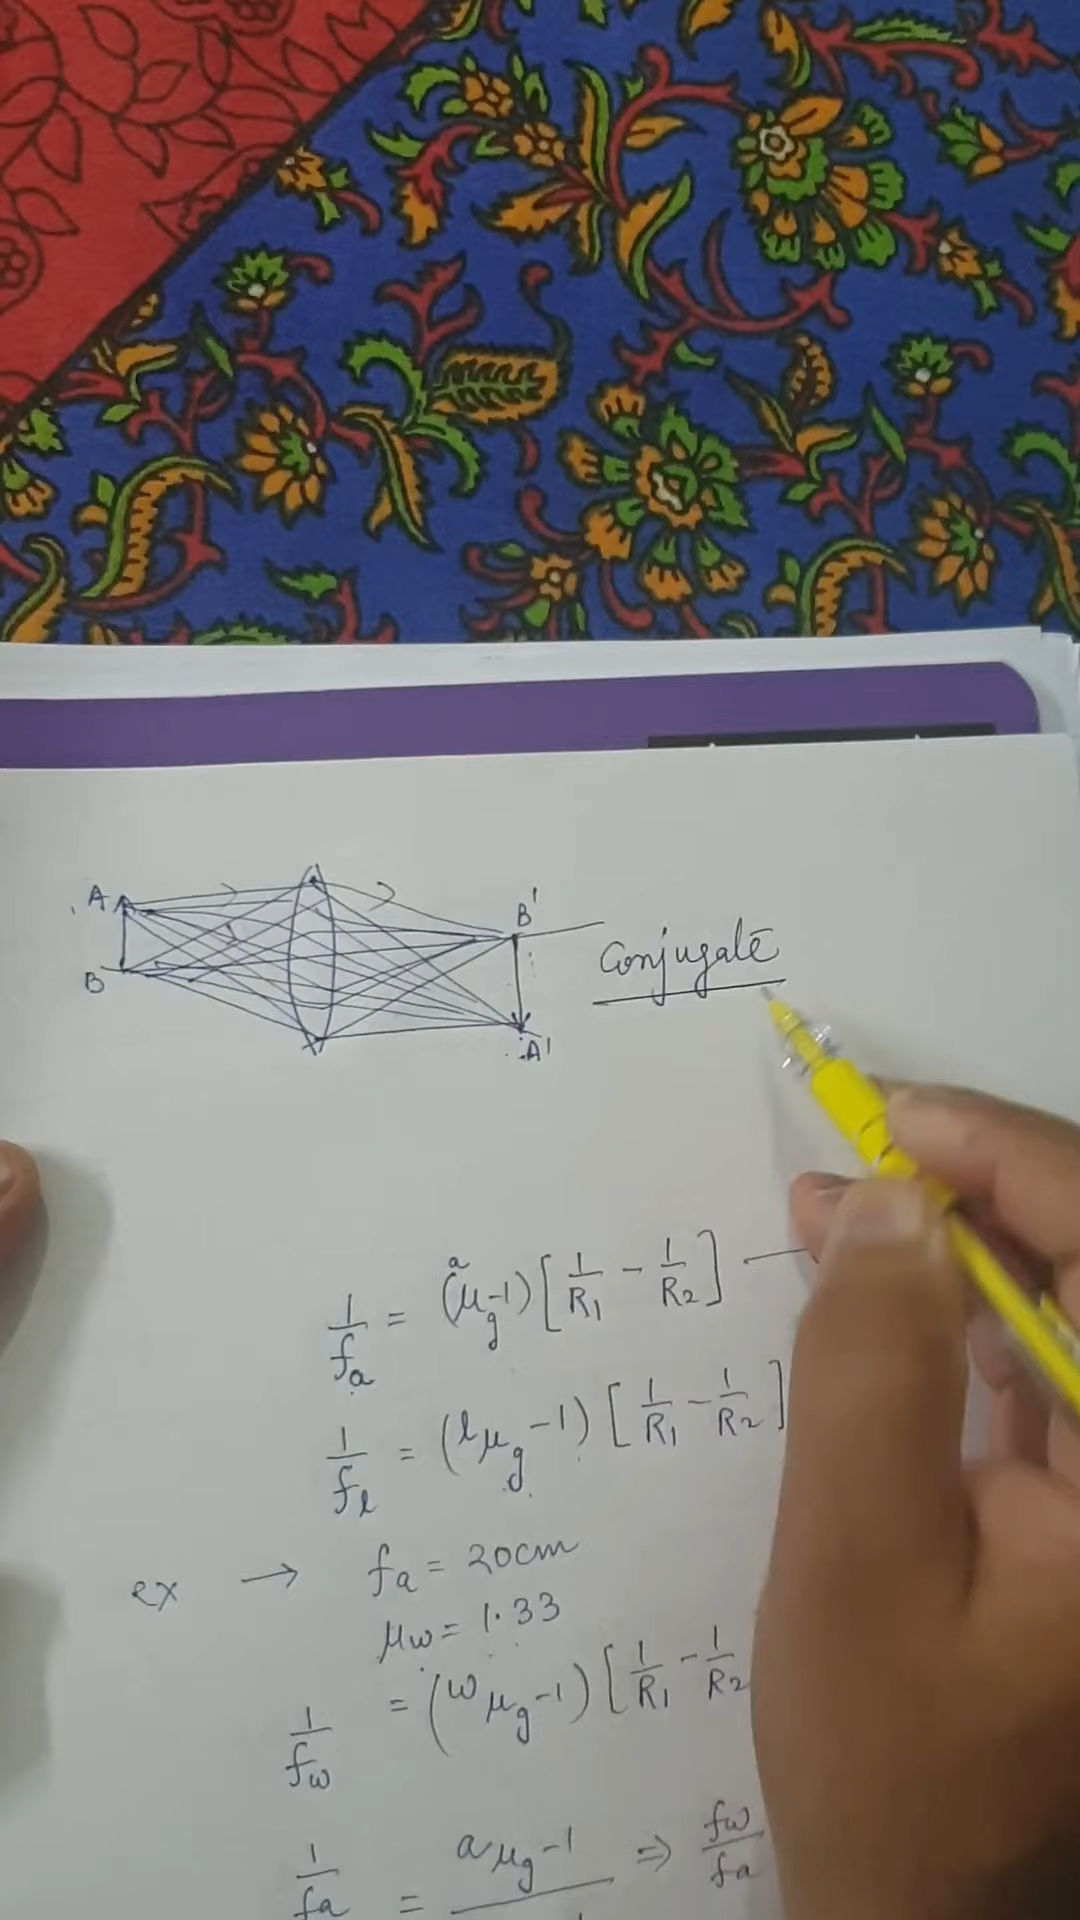 A
B
B'
A'
Conjugate
1/fa = (ᵃμg-1) [1/R1 - 1/R2] —
1/fl = (ˡμg-1) [1/R1 - 1/R2]
ex → fa = 20cm
μw = 1.33
1/fw = (ʷμg-1) [1/R1 - 1/R2
1/fa = aμg-1 ⇒ fw/fa